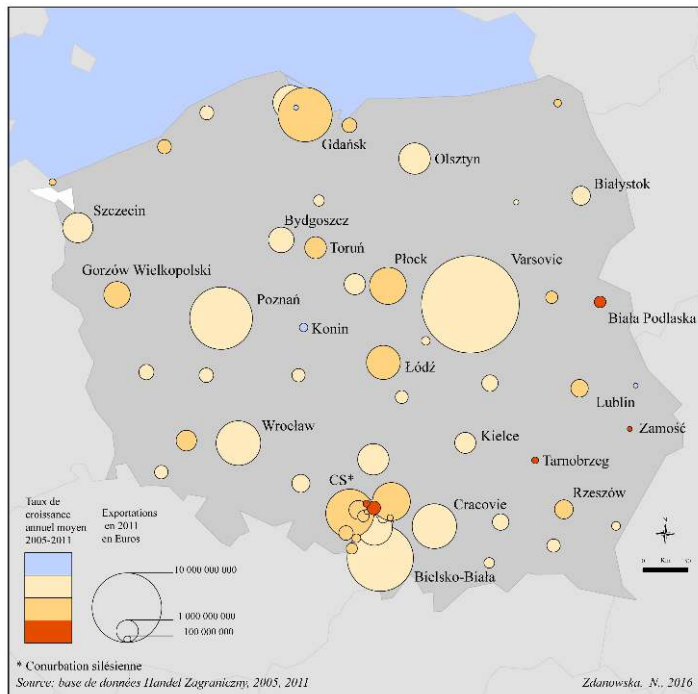 Gdańsk
Olsztyn
Białystok
Szczecin
Bydgoszcz
Toruń
Gorzów Wielkopolski
Płock
Varsovie
Poznań
Konin
Biała Podlaska
Łódź
Lublin
Wrocław
Kielce
Zamość
Tarnobrzeg
CS*
Cracovie
Rzeszów
Bielsko-Biała
Taux de
croissance
annuel moyen
2005-2011
Exportations
en 2011
en Euros
10 000 000 000
1 000 000 000
100 000 000
N
0 Km 50
* Conurbation silésienne
Source: base de données Handel Zagraniczny, 2005, 2011
Zdanowska, N., 2016